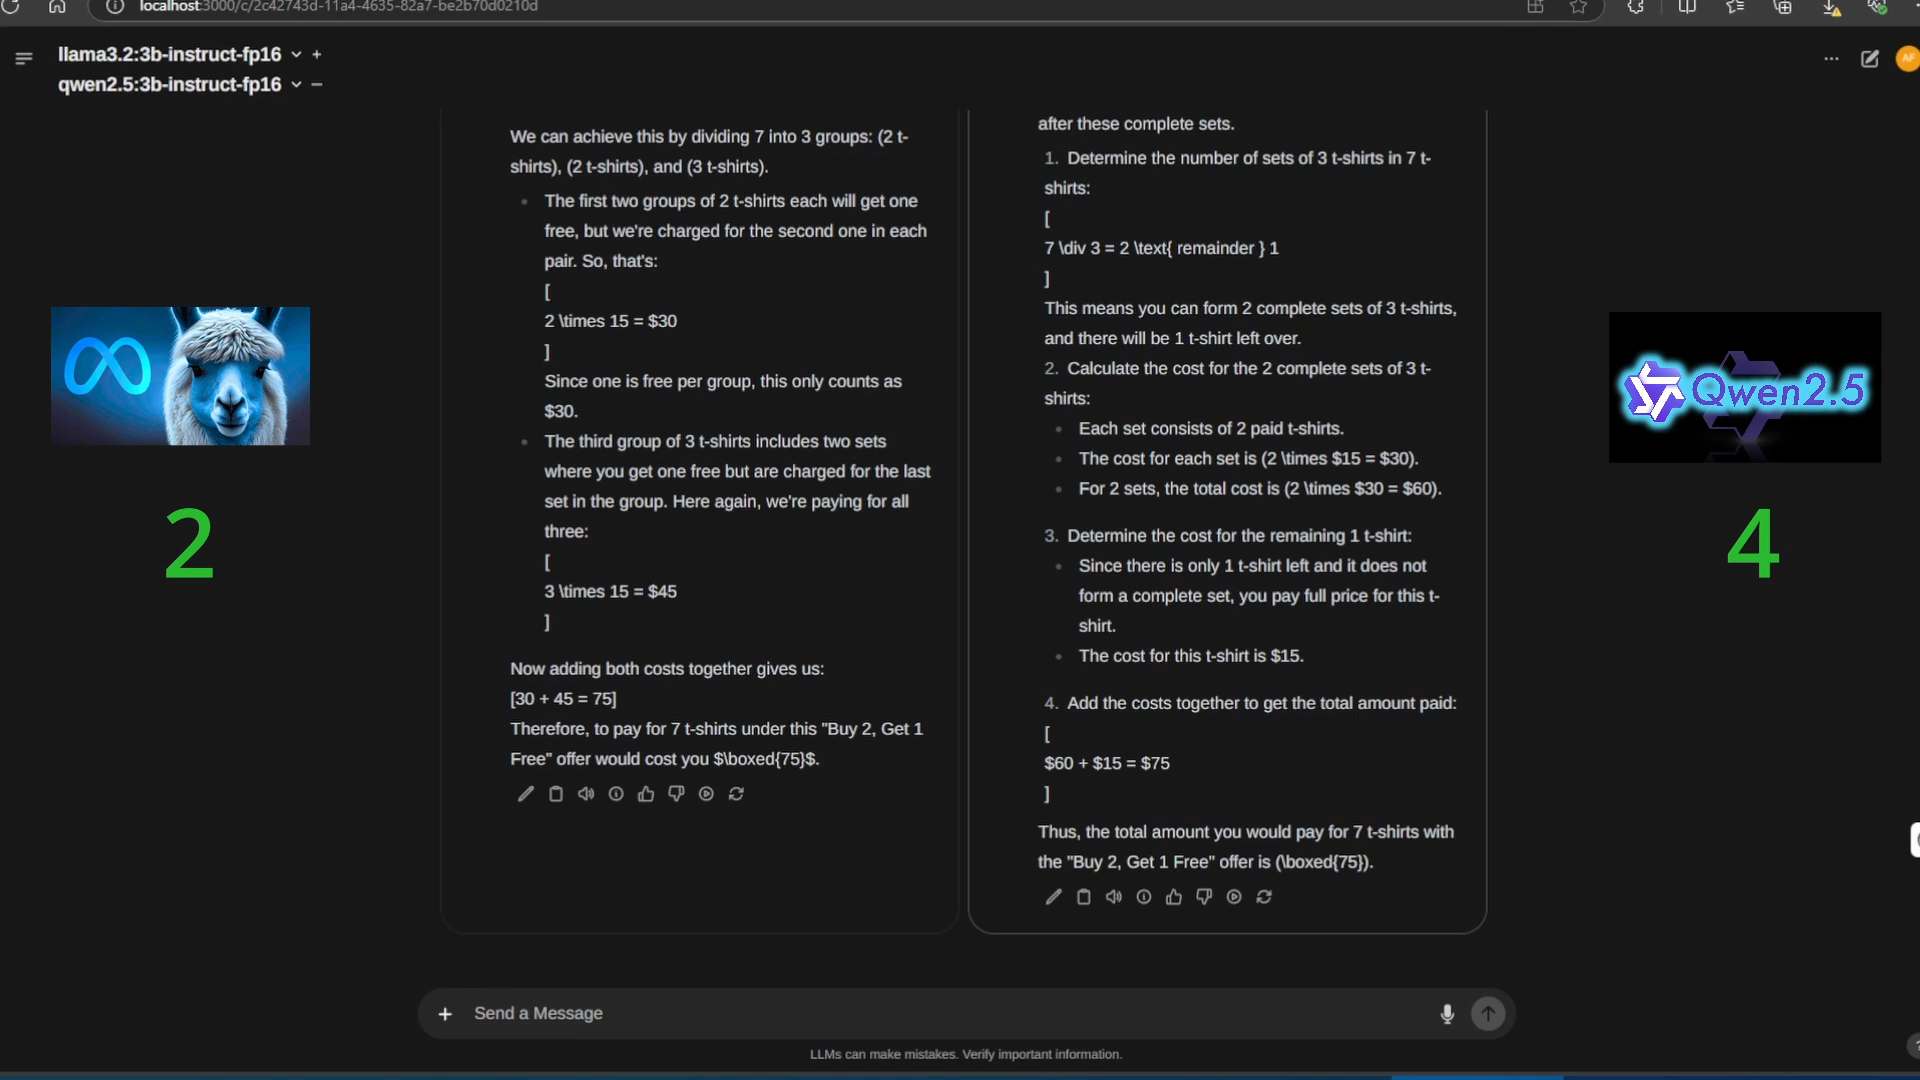 localhost:3000/c/2c42743d-11a4-4635-82a7-be2b70d0210d
llama3.2:3b-instruct-fp16
qwen2.5:3b-instruct-fp16
AF
We can achieve this by dividing 7 into 3 groups: (2 t-
shirts), (2 t-shirts), and (3 t-shirts).
• The first two groups of 2 t-shirts each will get one
free, but we're charged for the second one in each
pair. So, that's:
[
2 \times 15 = $30
]
Since one is free per group, this only counts as
$30.
• The third group of 3 t-shirts includes two sets
where you get one free but are charged for the last
set in the group. Here again, we're paying for all
three:
[
3 \times 15 = $45
]
Now adding both costs together gives us:
[30 + 45 = 75]
Therefore, to pay for 7 t-shirts under this "Buy 2, Get 1
Free" offer would cost you $\boxed{75}$.
after these complete sets.
1. Determine the number of sets of 3 t-shirts in 7 t-
shirts:
[
7 \div 3 = 2 \text{ remainder } 1
]
This means you can form 2 complete sets of 3 t-shirts,
and there will be 1 t-shirt left over.
2. Calculate the cost for the 2 complete sets of 3 t-
shirts:
• Each set consists of 2 paid t-shirts.
• The cost for each set is (2 \times $15 = $30).
• For 2 sets, the total cost is (2 \times $30 = $60).
3. Determine the cost for the remaining 1 t-shirt:
• Since there is only 1 t-shirt left and it does not
form a complete set, you pay full price for this t-
shirt.
• The cost for this t-shirt is $15.
4. Add the costs together to get the total amount paid:
[
$60 + $15 = $75
]
Thus, the total amount you would pay for 7 t-shirts with
the "Buy 2, Get 1 Free" offer is (\boxed{75}).
2
Qwen2.5
4
Send a Message
LLMs can make mistakes. Verify important information.